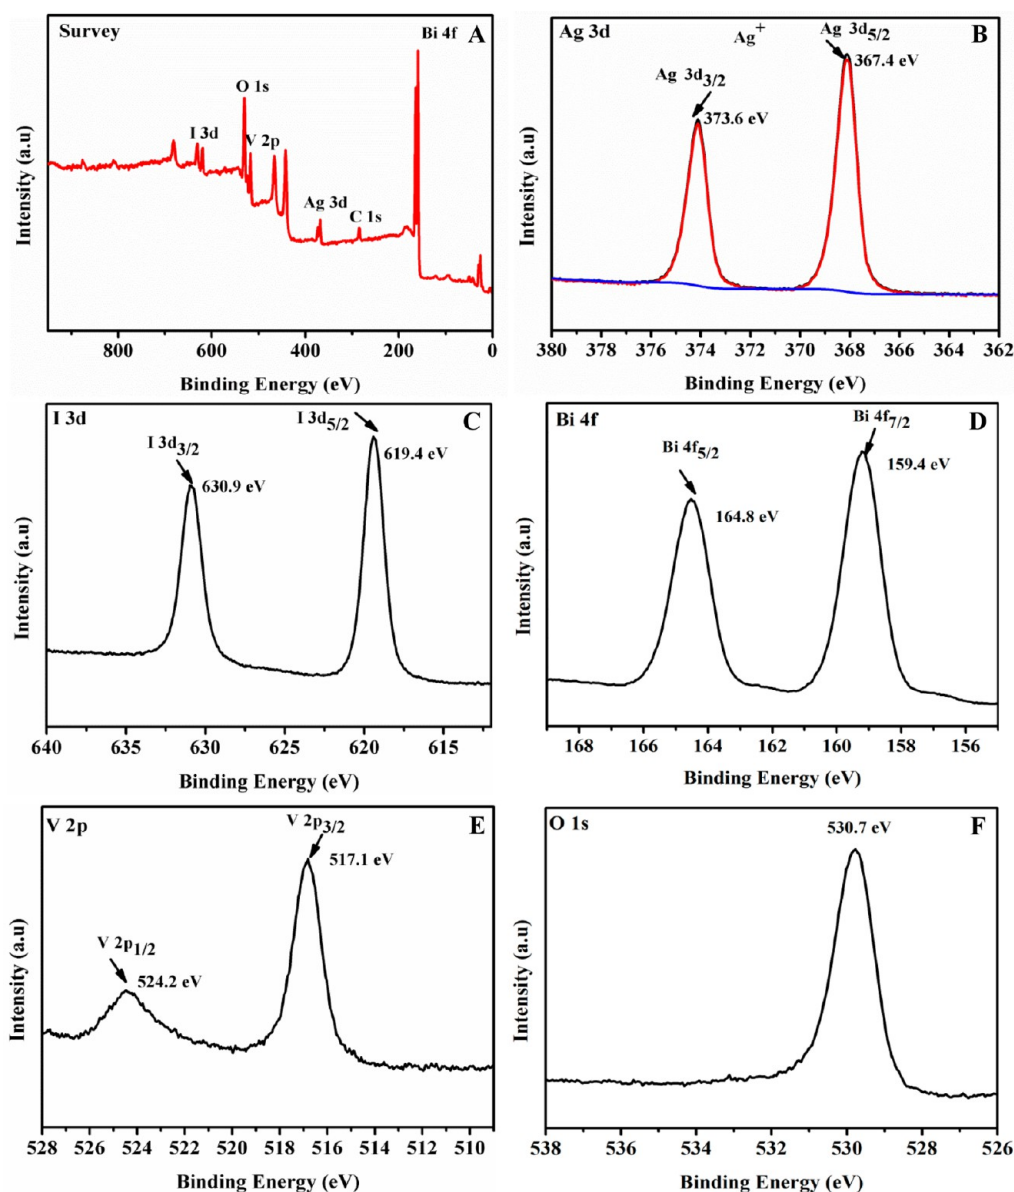 Survey
Bi 4f
A
O 1s
I 3d
V 2p
Ag 3d
C 1s
Intensity (a.u)
800
600
400
200
0
Binding Energy (eV)
Ag 3d
Ag+
Ag 3d5/2
B
367.4 eV
Ag 3d3/2
373.6 eV
Intensity (a.u)
380
378
376
374
372
370
368
366
364
362
Binding Energy (eV)
I 3d
I 3d5/2
C
619.4 eV
I 3d3/2
630.9 eV
Intensity (a.u)
640
635
630
625
620
615
Binding Energy (eV)
Bi 4f
Bi 4f7/2
D
Bi 4f5/2
159.4 eV
164.8 eV
Intensity (a.u)
168
166
164
162
160
158
156
Binding Energy (eV)
V 2p
V 2p3/2
E
517.1 eV
V 2p1/2
524.2 eV
Intensity (a.u)
528
526
524
522
520
518
516
514
512
510
Binding Energy (eV)
O 1s
530.7 eV
F
Intensity (a.u)
538
536
534
532
530
528
526
Binding Energy (eV)